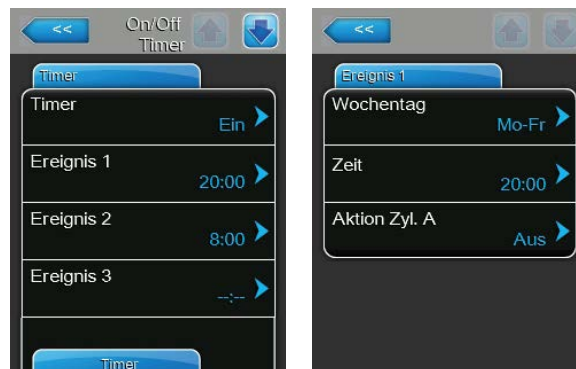 <<
On/Off
Timer
Timer
Timer
Ein
Ereignis 1
20:00
Ereignis 2
8:00
Ereignis 3
--:--
Timer
<<
Ereignis 1
Wochentag
Mo-Fr
Zeit
20:00
Aktion Zyl. A
Aus